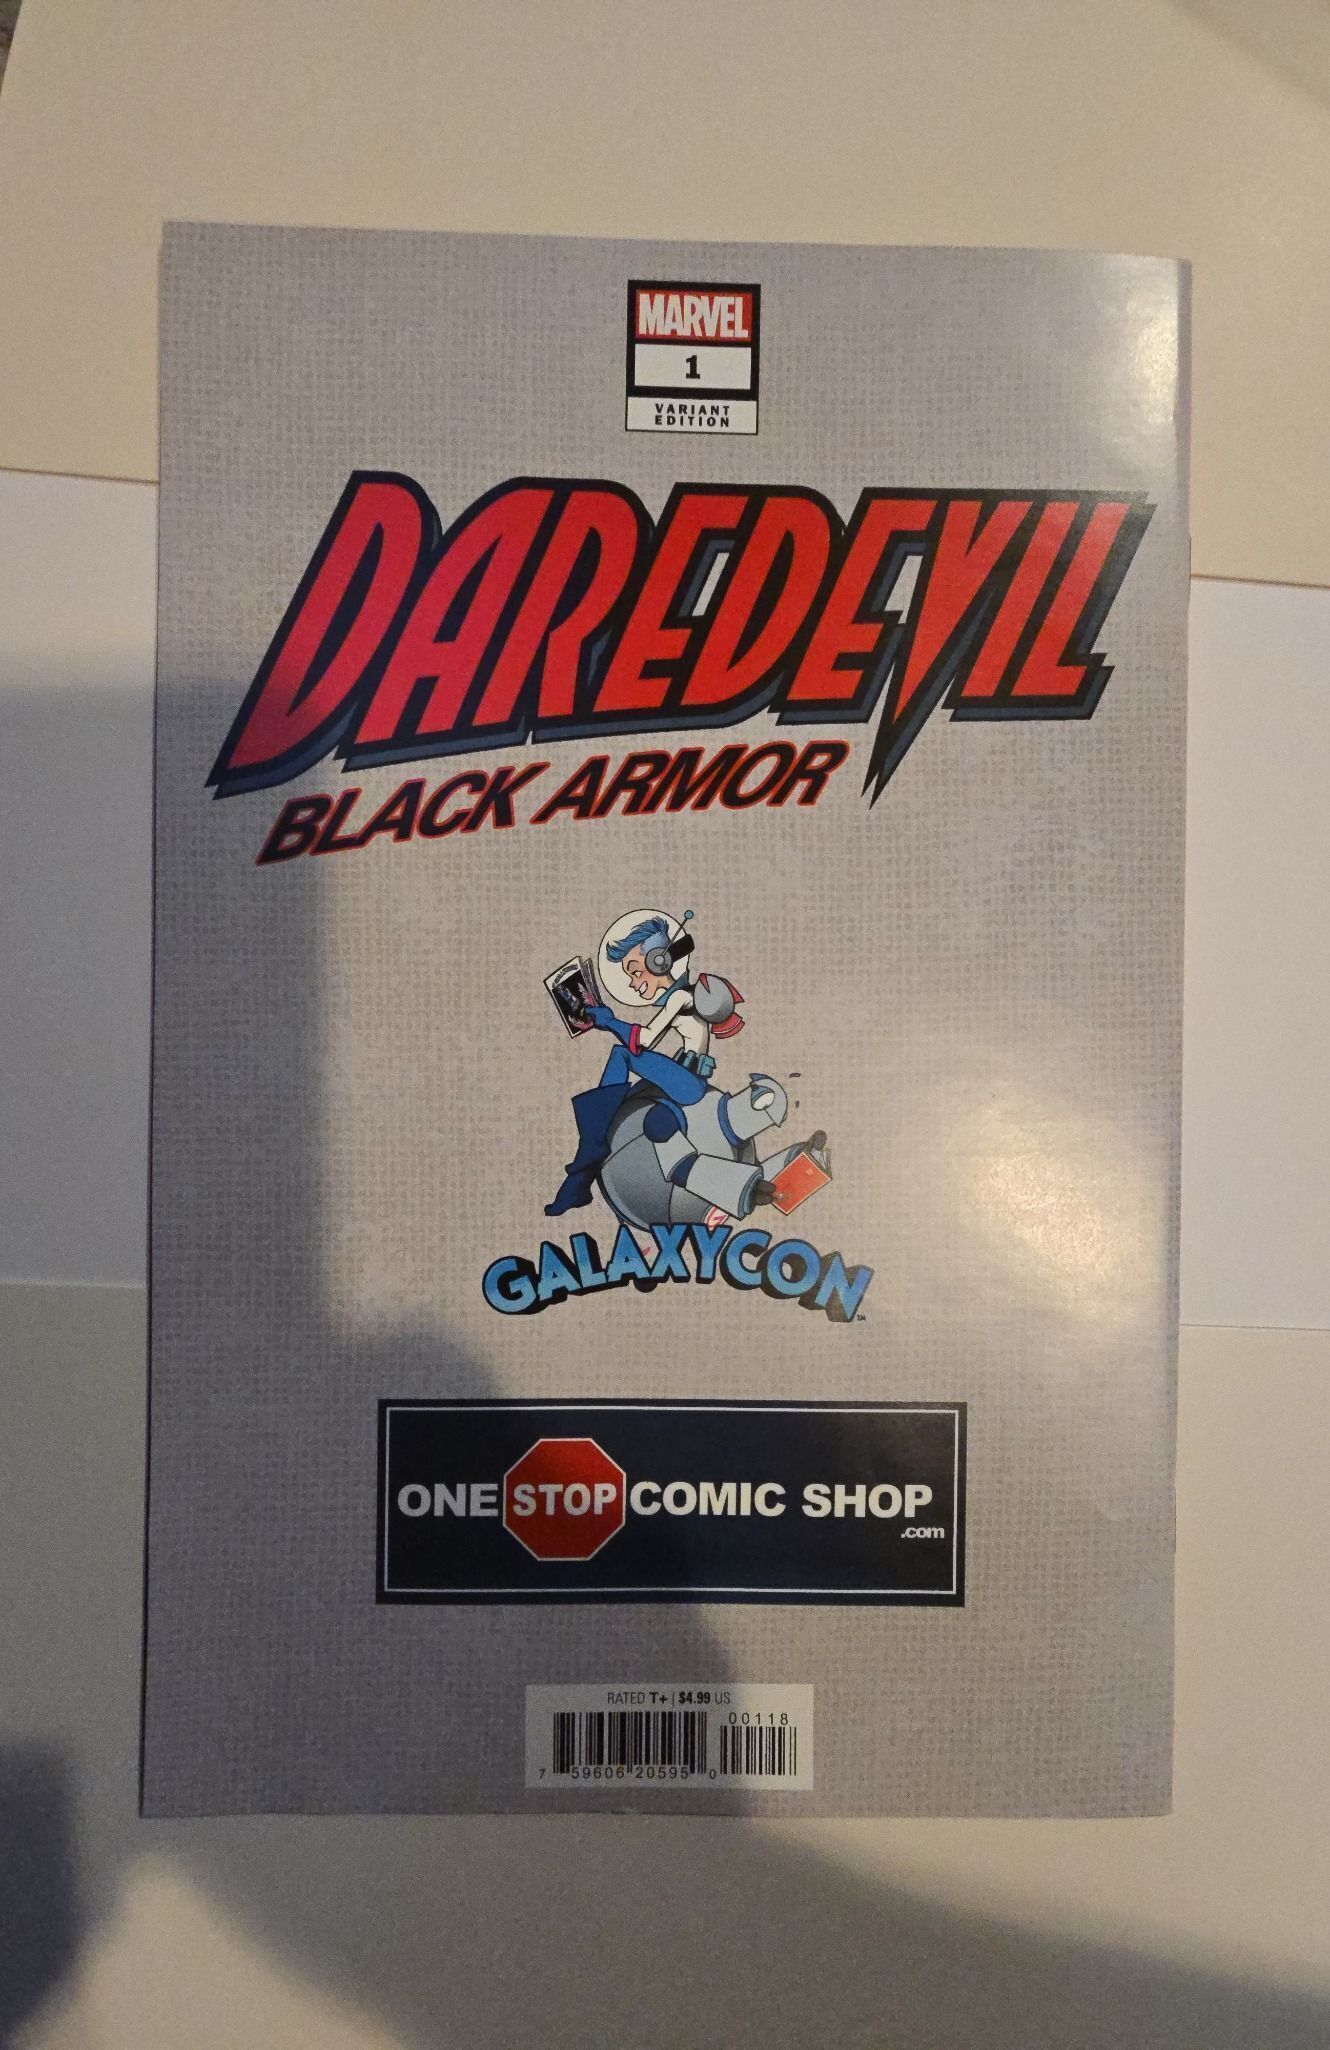 MARVEL
1
VARIANT
EDITION
DAREDEVIL
BLACK ARMOR
GALAXYCON™
ONE STOP COMIC SHOP
.com
RATED T+ | $4.99 US
00118
7 59606 20595 0